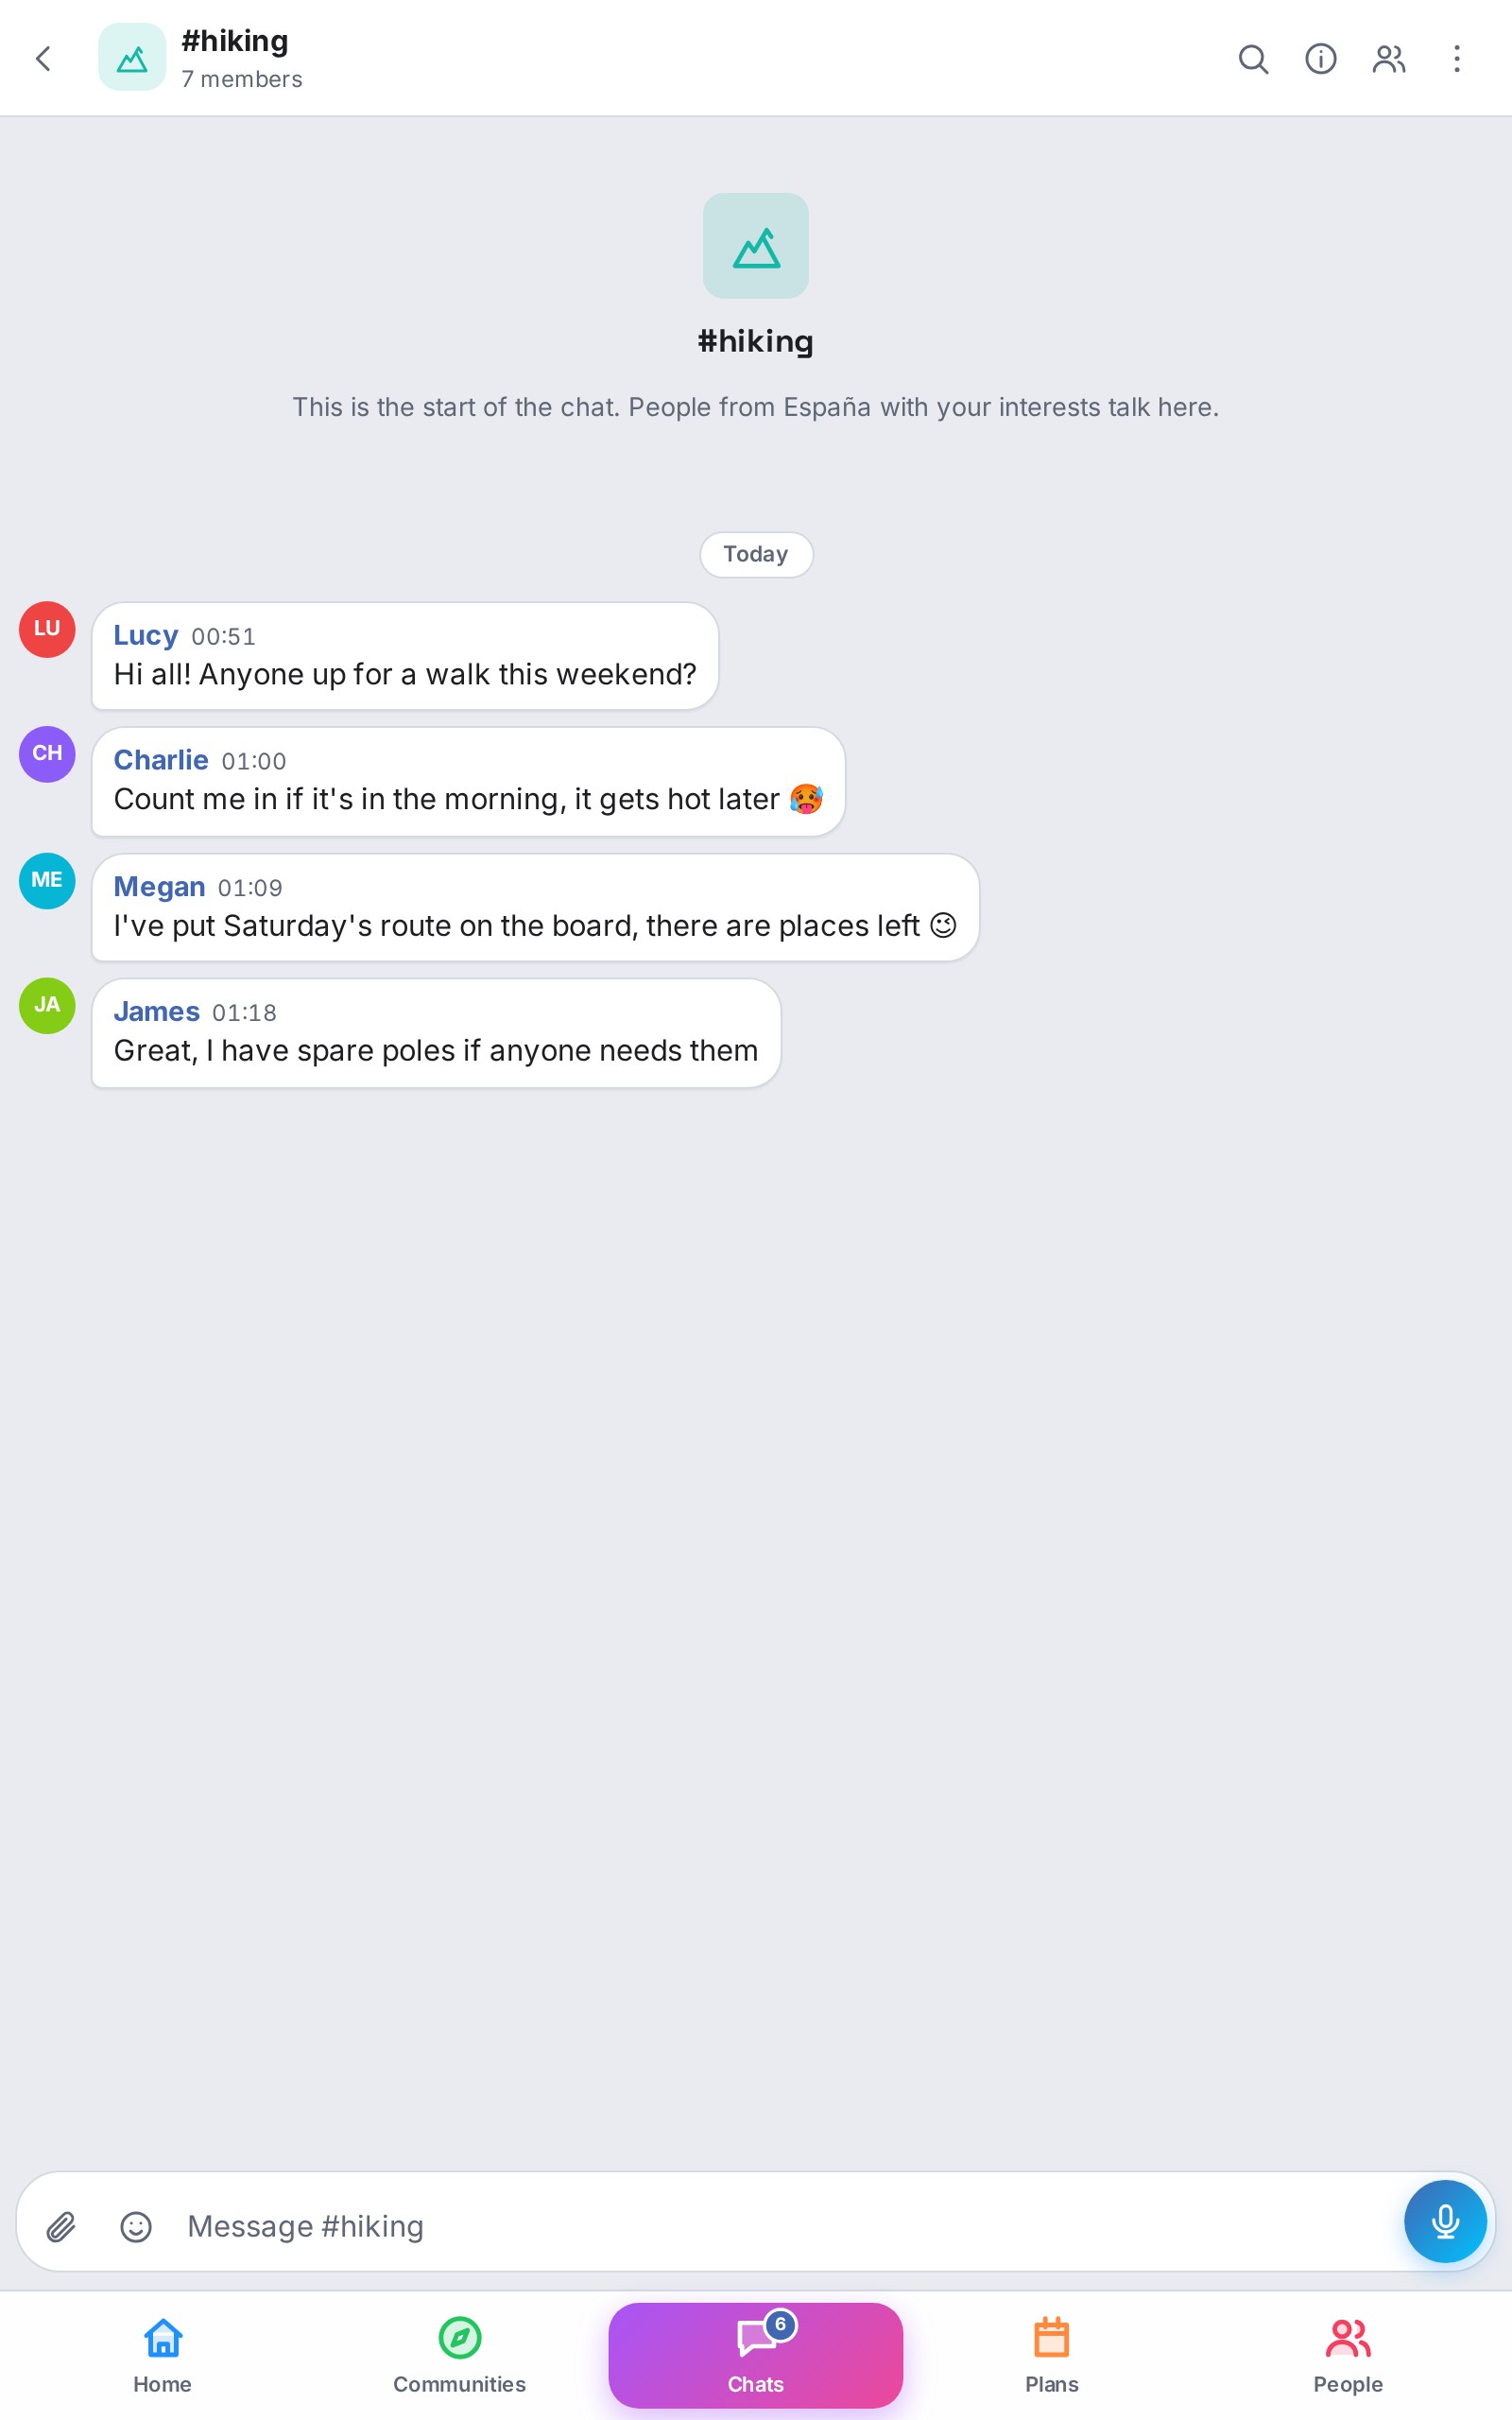 #hiking
7 members
#hiking
This is the start of the chat. People from España with your interests talk here.
Today
LU
Lucy 00:51
Hi all! Anyone up for a walk this weekend?
CH
Charlie 01:00
Count me in if it's in the morning, it gets hot later 🥵
ME
Megan 01:09
I've put Saturday's route on the board, there are places left 😉
JA
James 01:18
Great, I have spare poles if anyone needs them
Message #hiking
6
Home
Communities
Chats
Plans
People